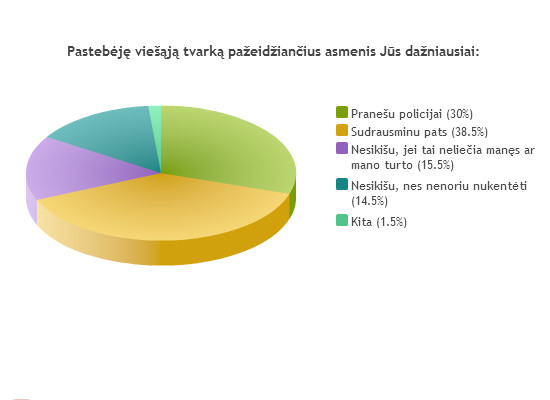 Pastebėję viešąją tvarką pažeidžiančius asmenis Jūs dažniausiai:
Pranešu policijai (30%)
Sudrausminu pats (38.5%)
Nesikišu, jei tai neliečia manęs ar
mano turto (15.5%)
Nesikišu, nes nenoriu nukentėti
(14.5%)
Kita (1.5%)